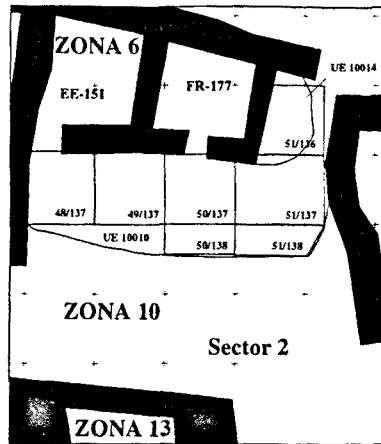 ZONA 6
UE 10014
EE-151
FR-177
51/136
48/137
49/137
50/137
51/137
UE 10010
50/138
51/138
ZONA 10
Sector 2
ZONA 13